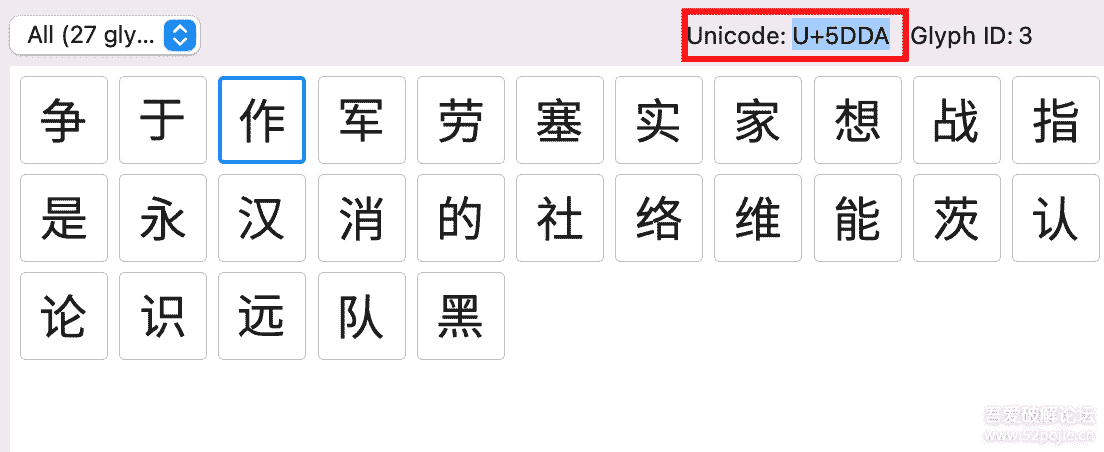 All (27 gly... Unicode: U+5DDA Glyph ID: 3
争 于 作 军 劳 塞 实 家 想 战 指
是 永 汉 消 的 社 络 维 能 茨 认
论 识 远 队 黑
吾爱破解论坛
www.52pojie.cn